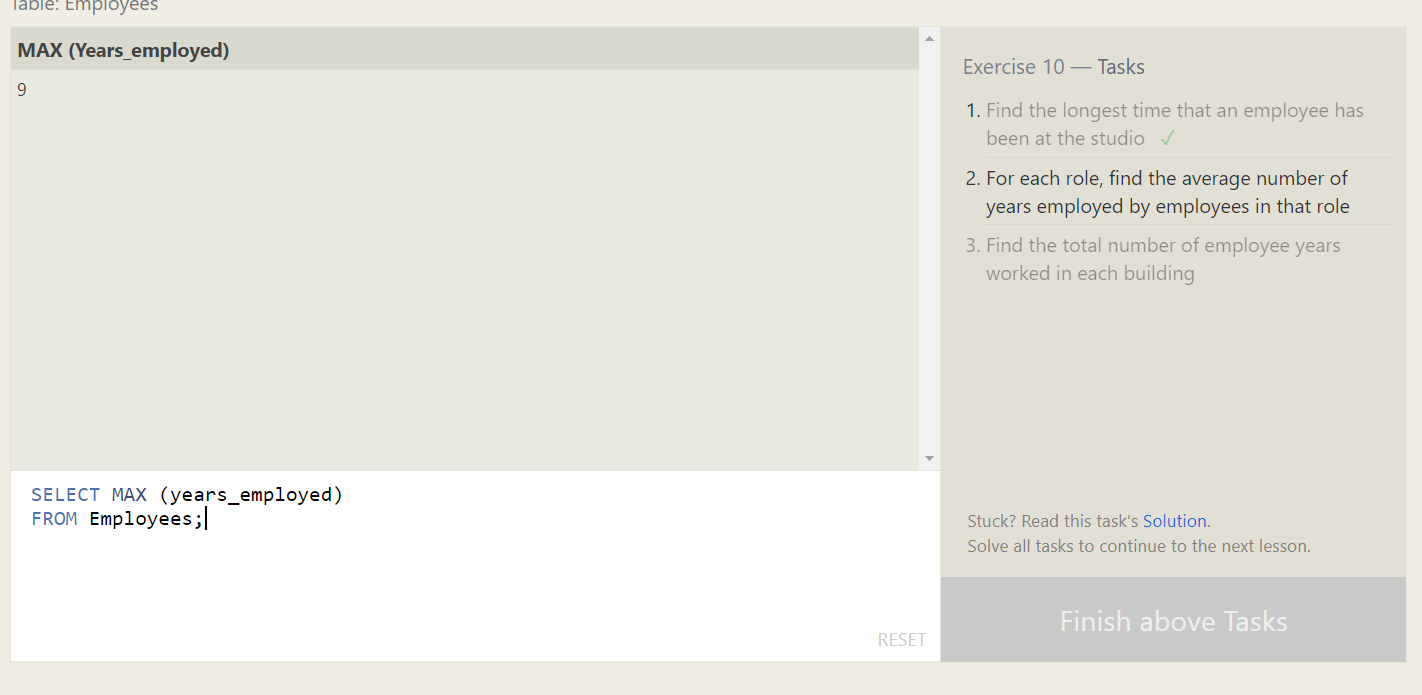 Table: Employees
MAX (Years_employed)
9
SELECT MAX (years_employed)
FROM Employees;
RESET
Exercise 10 — Tasks
1. Find the longest time that an employee has
been at the studio ✓
2. For each role, find the average number of
years employed by employees in that role
3. Find the total number of employee years
worked in each building
Stuck? Read this task's Solution.
Solve all tasks to continue to the next lesson.
Finish above Tasks